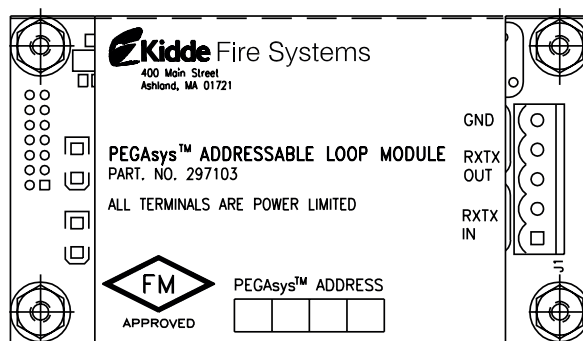 Kidde Fire Systems
400 Main Street
Ashland, MA 01721
GND
PEGAsys™ ADDRESSABLE LOOP MODULE
RXTX
OUT
PART. NO. 297103
ALL TERMINALS ARE POWER LIMITED
RXTX
IN
J1
FM
APPROVED
PEGAsys™ ADDRESS